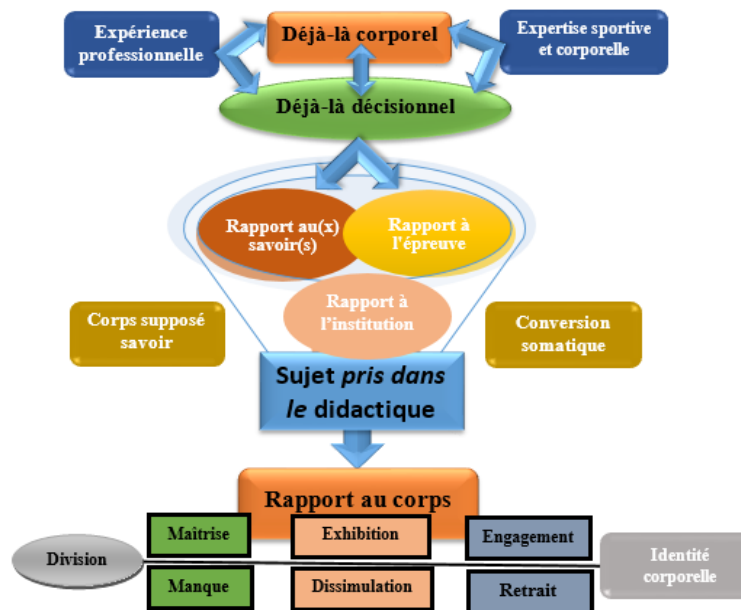 Expérience
professionnelle
Déjà-là corporel
Expertise sportive
et corporelle
Déjà-là décisionnel
Rapport au(x)
savoir(s)
Rapport à
l'épreuve
Rapport à
l'institution
Corps supposé
savoir
Conversion
somatique
Sujet pris dans
le didactique
Rapport au corps
Maîtrise
Exhibition
Engagement
Division
Identité
corporelle
Manque
Dissimulation
Retrait